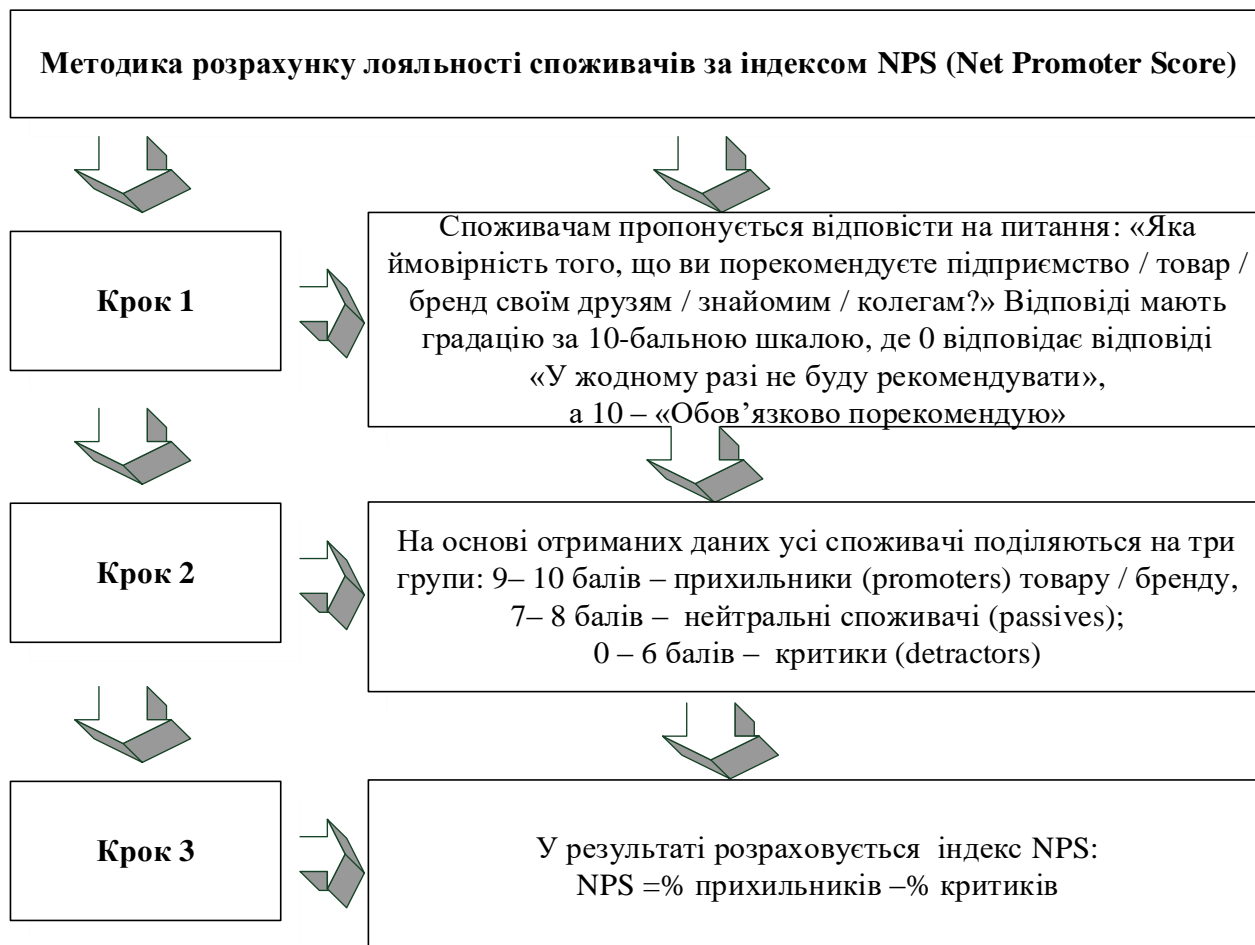 Методика розрахунку лояльності споживачів за індексом NPS (Net Promoter Score)
Крок 1
Споживачам пропонується відповісти на питання: «Яка
ймовірність того, що ви порекомендуєте підприємство / товар /
бренд своїм друзям / знайомим / колегам?» Відповіді мають
градацію за 10-бальною шкалою, де 0 відповідає відповіді
«У жодному разі не буду рекомендувати»,
а 10 – «Обов’язково порекомендую»
Крок 2
На основі отриманих даних усі споживачі поділяються на три
групи: 9– 10 балів – прихильники (promoters) товару / бренду,
7– 8 балів – нейтральні споживачі (passives);
0 – 6 балів – критики (detractors)
Крок 3
У результаті розраховується індекс NPS:
NPS =% прихильників –% критиків